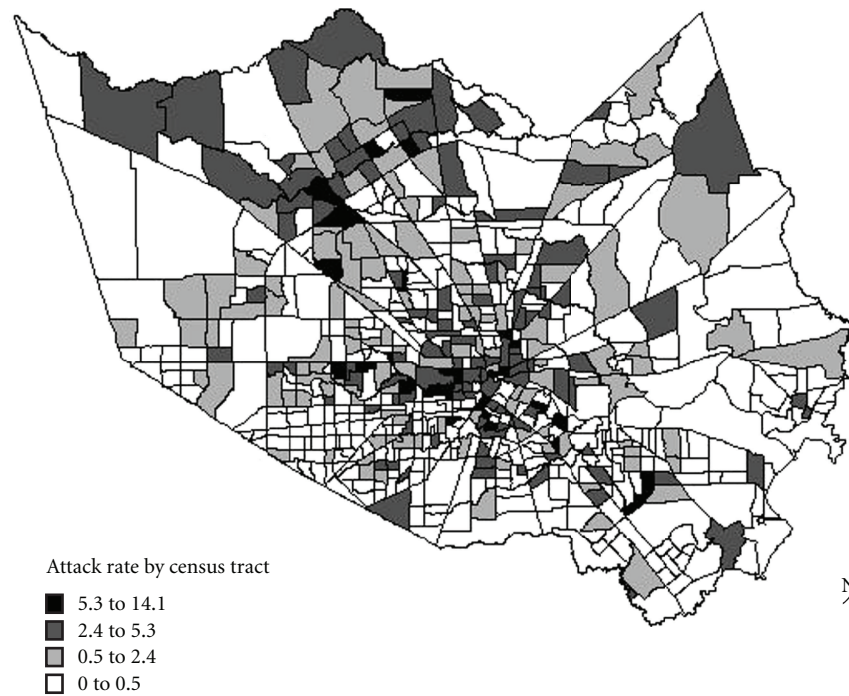 Attack rate by census tract
5.3 to 14.1
2.4 to 5.3
0.5 to 2.4
0 to 0.5
N